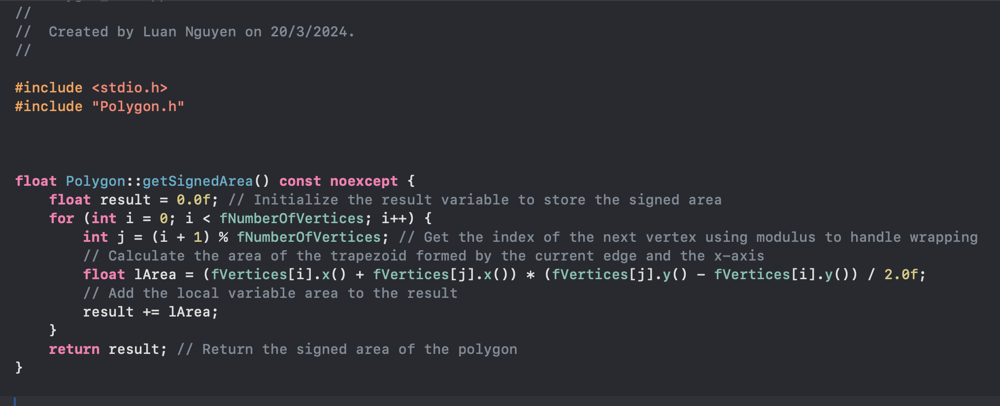 //
//  Created by Luan Nguyen on 20/3/2024.
//
#include <stdio.h>
#include "Polygon.h"
float Polygon::getSignedArea() const noexcept {
    float result = 0.0f; // Initialize the result variable to store the signed area
    for (int i = 0; i < fNumberOfVertices; i++) {
        int j = (i + 1) % fNumberOfVertices; // Get the index of the next vertex using modulus to handle wrapping
        // Calculate the area of the trapezoid formed by the current edge and the x-axis
        float lArea = (fVertices[i].x() + fVertices[j].x()) * (fVertices[j].y() - fVertices[i].y()) / 2.0f;
        // Add the local variable area to the result
        result += lArea;
    }
    return result; // Return the signed area of the polygon
}